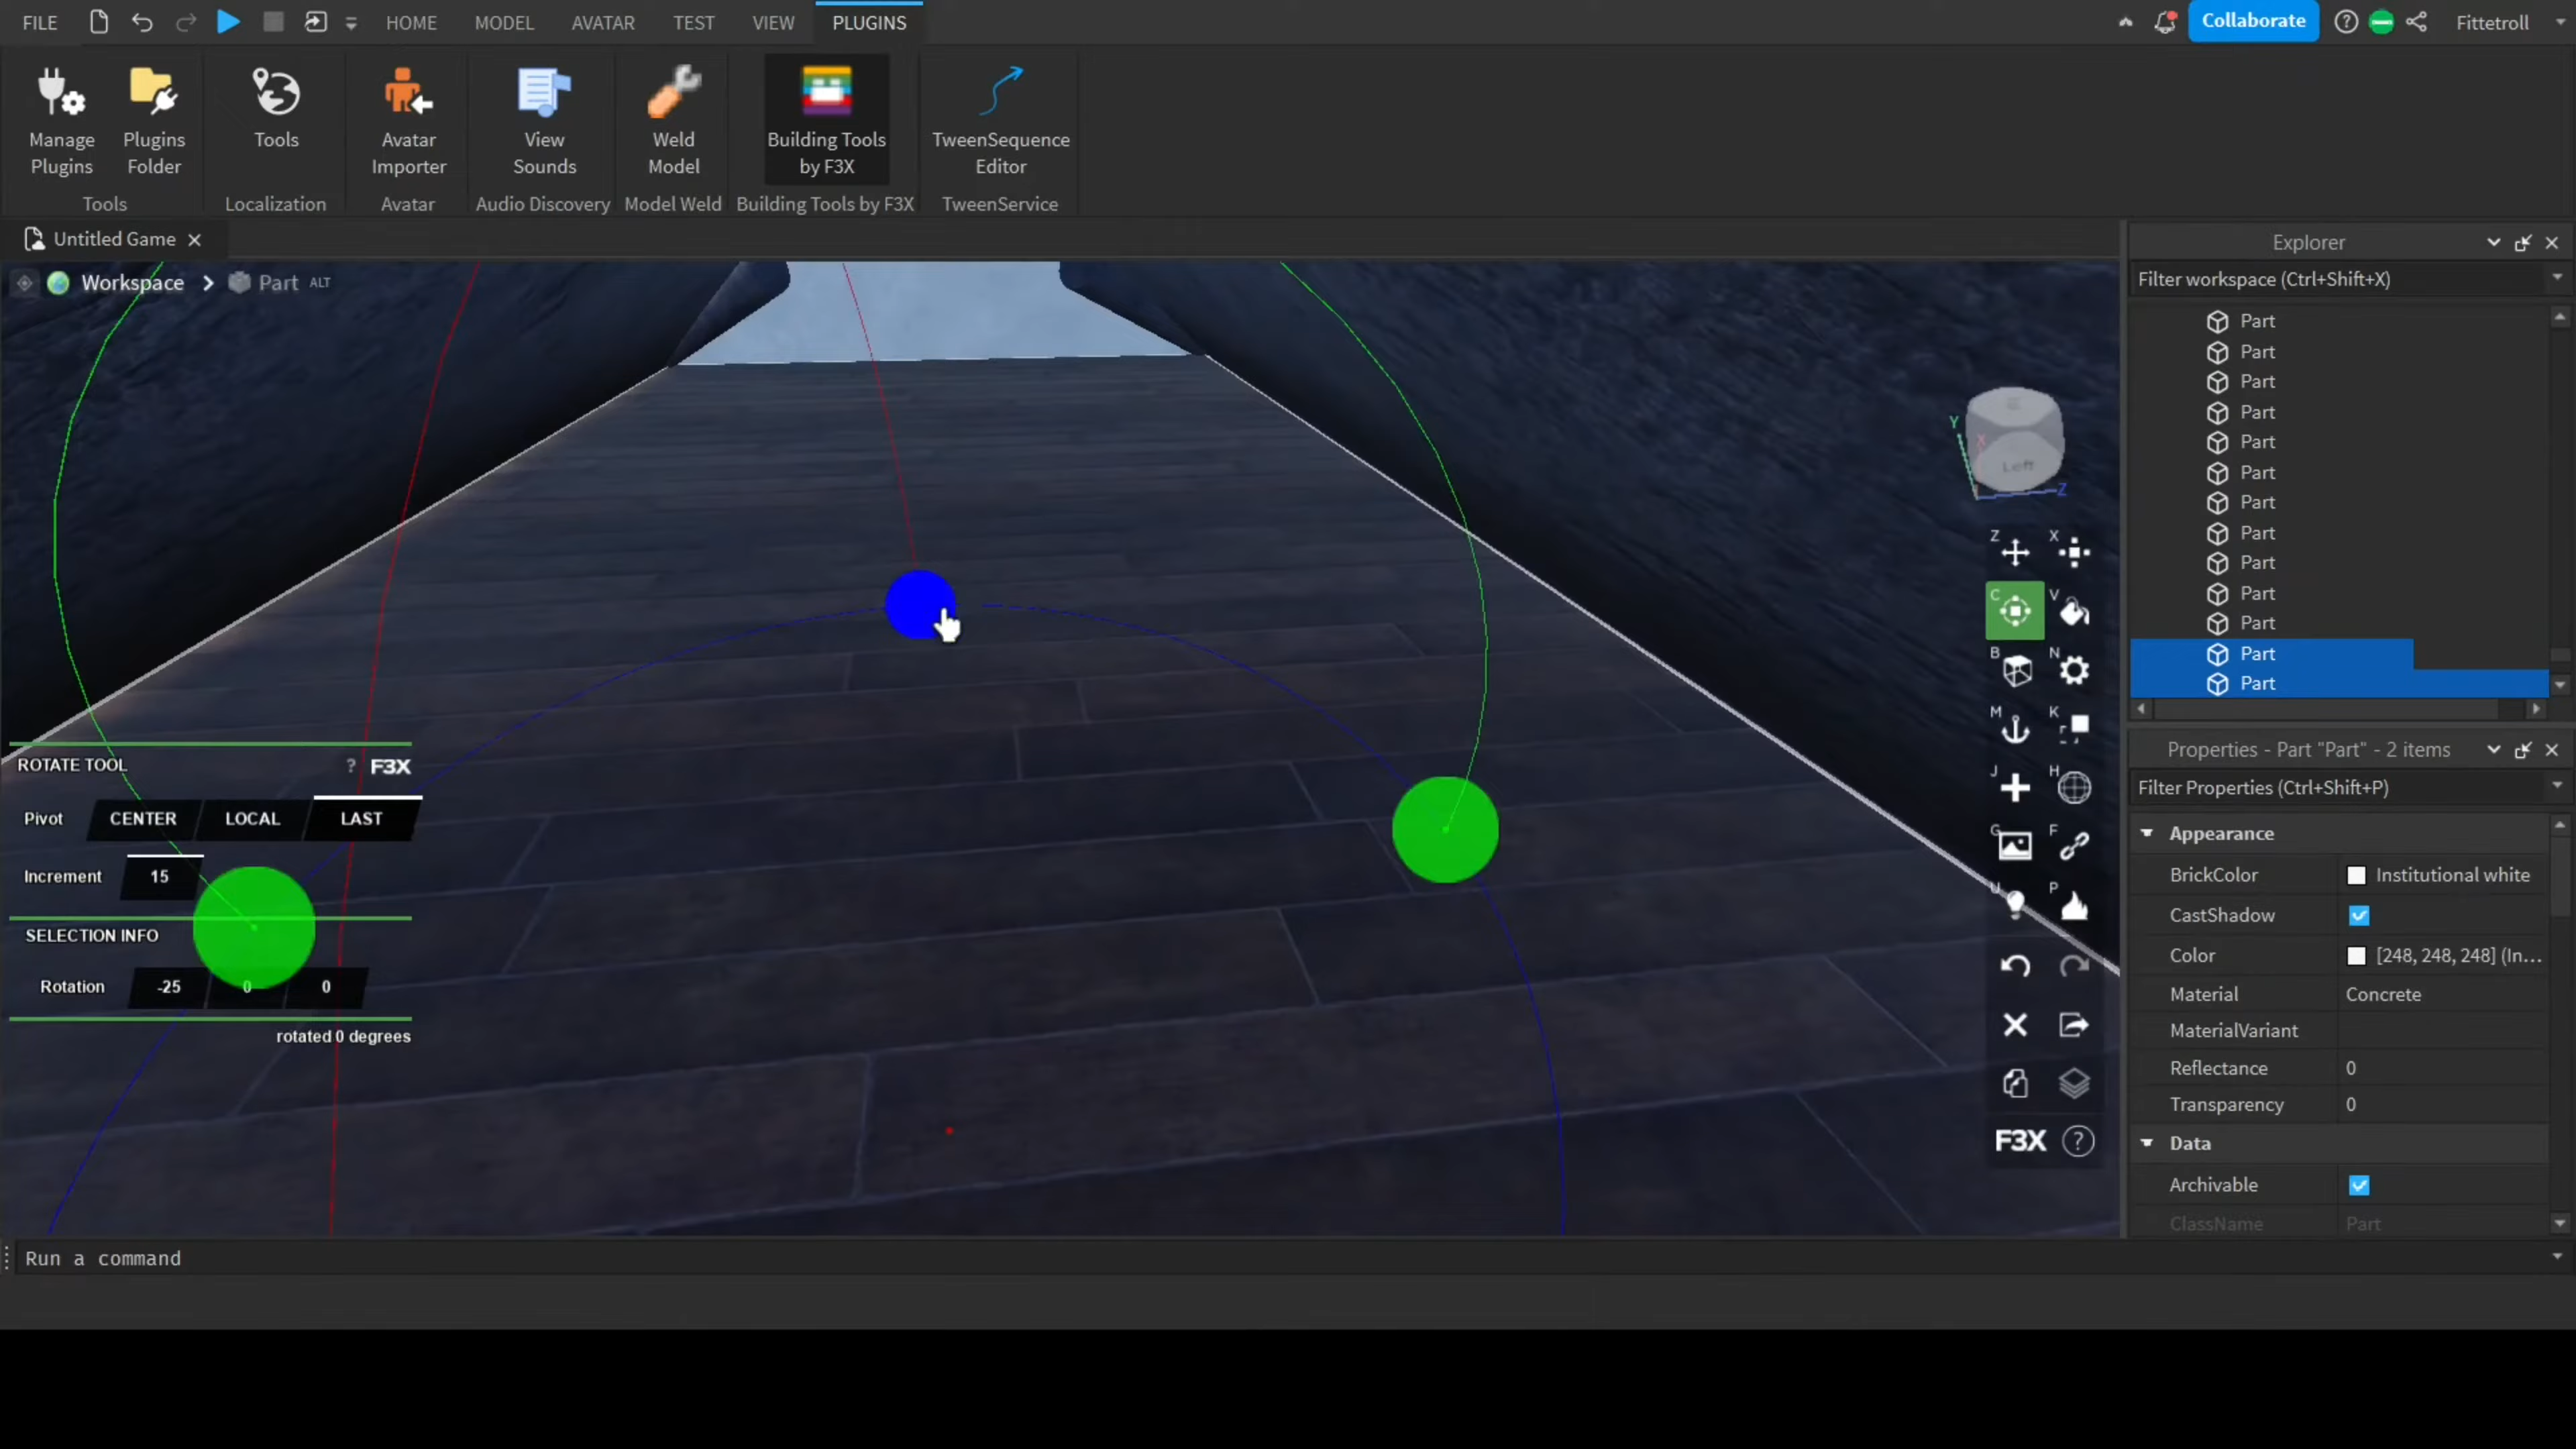 FILE HOME MODEL AVATAR TEST VIEW PLUGINS Collaborate Fittetroll
Manage Plugins
Plugins Folder
Tools
Avatar Importer
View Sounds
Weld Model
Building Tools by F3X
TweenSequence Editor
Tools Localization Avatar Audio Discovery Model Weld Building Tools by F3X TweenService
Untitled Game
Workspace > Part ALT
Explorer
Filter workspace (Ctrl+Shift+X)
Part
Part
Part
Part
Part
Part
Part
Part
Part
Part
Part
Part
Part
Y
X
Left
Z
Z X
C V
B N
M K
J H
G F
U P
F3X ?
ROTATE TOOL ? F3X
Pivot CENTER LOCAL LAST
Increment 15
SELECTION INFO
Rotation -25 0 0
rotated 0 degrees
Properties - Part "Part" - 2 items
Filter Properties (Ctrl+Shift+P)
Appearance
BrickColor Institutional white
CastShadow
Color [248, 248, 248] (In...
Material Concrete
MaterialVariant
Reflectance 0
Transparency 0
Data
Archivable
ClassName Part
Run a command